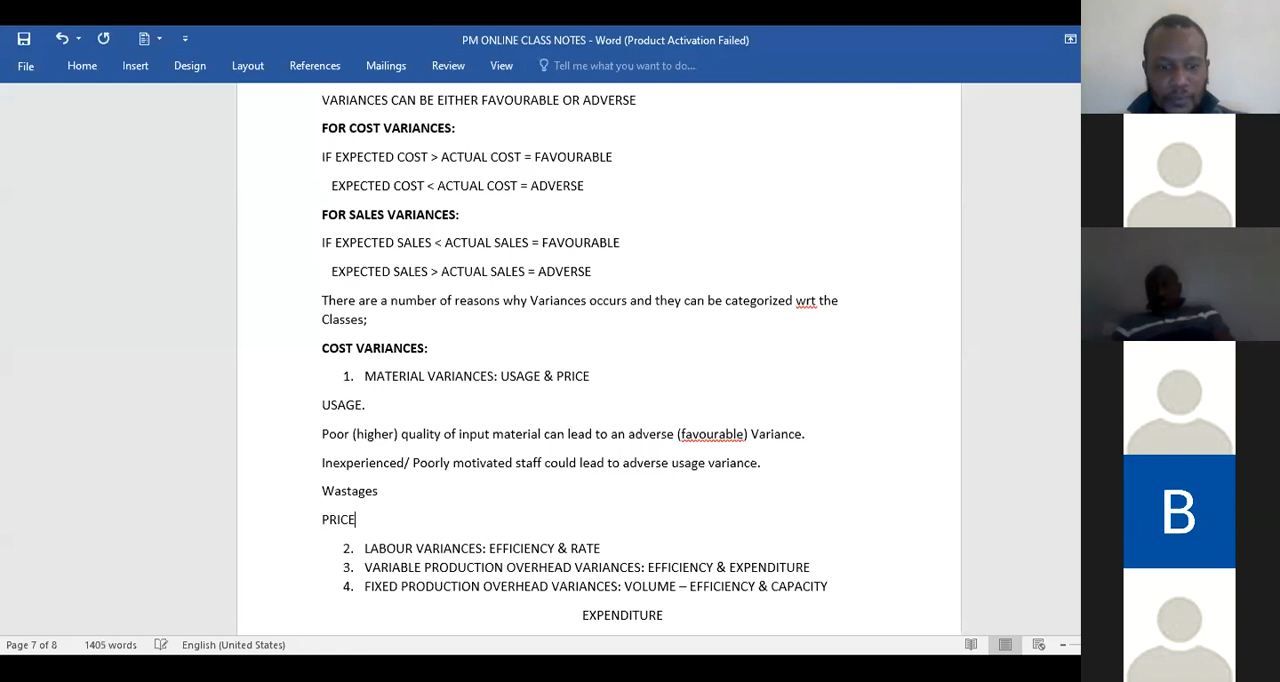 PM ONLINE CLASS NOTES - Word (Product Activation Failed)
File Home Insert Design Layout References Mailings Review View Tell me what you want to do...
VARIANCES CAN BE EITHER FAVOURABLE OR ADVERSE
FOR COST VARIANCES:
IF EXPECTED COST > ACTUAL COST = FAVOURABLE
EXPECTED COST < ACTUAL COST = ADVERSE
FOR SALES VARIANCES:
IF EXPECTED SALES < ACTUAL SALES = FAVOURABLE
EXPECTED SALES > ACTUAL SALES = ADVERSE
There are a number of reasons why Variances occurs and they can be categorized wrt the
Classes;
COST VARIANCES:
1. MATERIAL VARIANCES: USAGE & PRICE
USAGE.
Poor (higher) quality of input material can lead to an adverse (favourable) Variance.
Inexperienced/ Poorly motivated staff could lead to adverse usage variance.
Wastages
PRICE
2. LABOUR VARIANCES: EFFICIENCY & RATE
3. VARIABLE PRODUCTION OVERHEAD VARIANCES: EFFICIENCY & EXPENDITURE
4. FIXED PRODUCTION OVERHEAD VARIANCES: VOLUME – EFFICIENCY & CAPACITY
EXPENDITURE
Page 7 of 8 1405 words English (United States)
B